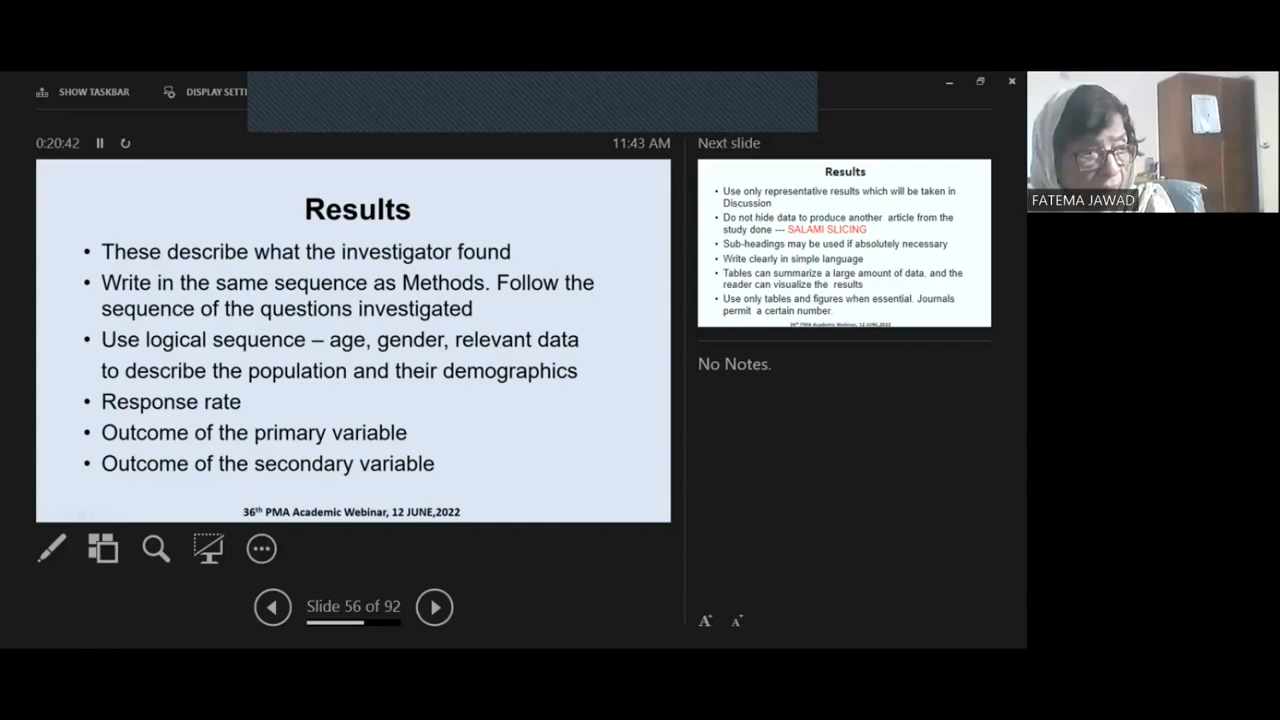 SHOW TASKBAR
DISPLAY SETTI
0:20:42
11:43 AM
Results
• These describe what the investigator found
• Write in the same sequence as Methods. Follow the
sequence of the questions investigated
• Use logical sequence – age, gender, relevant data
to describe the population and their demographics
• Response rate
• Outcome of the primary variable
• Outcome of the secondary variable
36th PMA Academic Webinar, 12 JUNE,2022
Slide 56 of 92
Next slide
Results
• Use only representative results which will be taken in
Discussion
• Do not hide data to produce another article from the
study done --- SALAMI SLICING
• Sub-headings may be used if absolutely necessary
• Write clearly in simple language
• Tables can summarize a large amount of data, and the
reader can visualize the results
• Use only tables and figures when essential. Journals
permit a certain number.
36th PMA Academic Webinar, 12 JUNE,2022
No Notes.
A A
FATEMA JAWAD